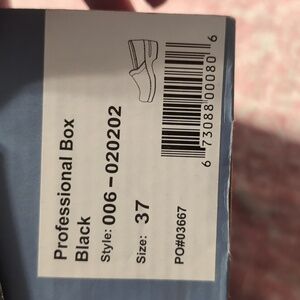 Professional Box
Black
Style: 006-020202
Size: 37
PO#03667
6 73088 00080 6